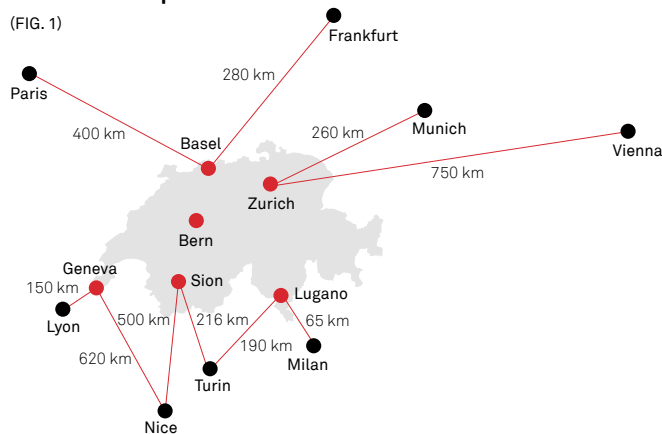 (FIG. 1)
Frankfurt
280 km
Paris
400 km
Basel
260 km
Munich
Vienna
750 km
Zurich
Bern
Geneva
Sion
Lugano
150 km
Lyon
500 km
216 km
65 km
620 km
190 km
Milan
Turin
Nice